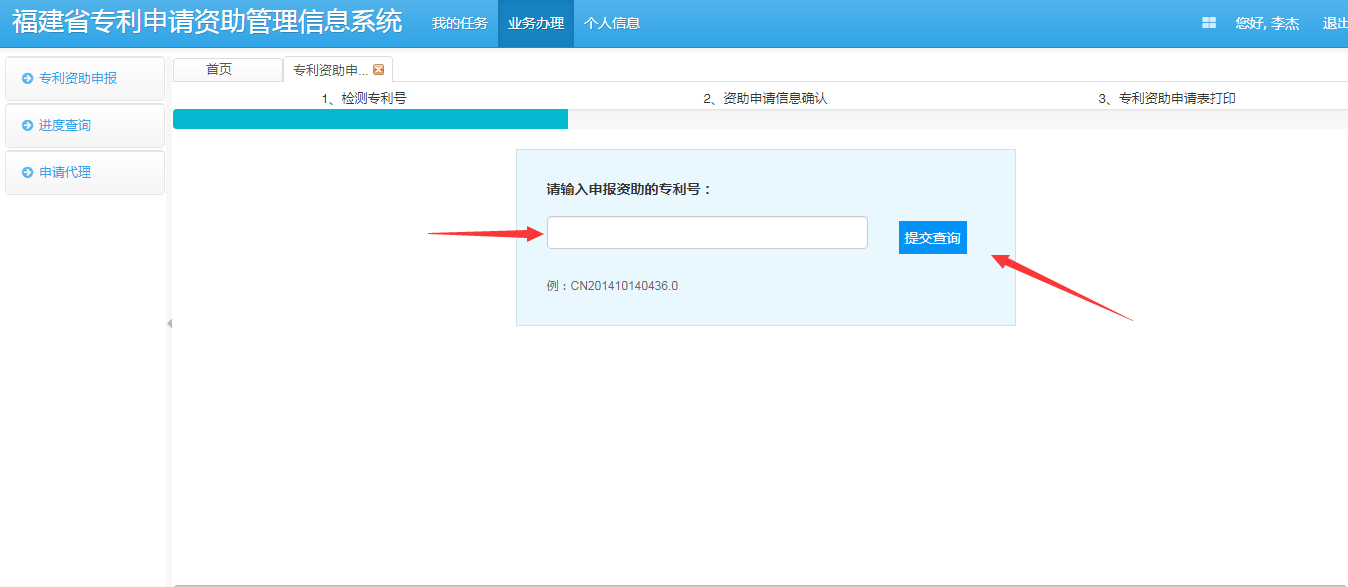 福建省专利申请资助管理信息系统 我的任务 业务办理 个人信息 您好, 李杰 退出
专利资助申报
进度查询
申请代理
首页 专利资助申...
1、检测专利号 2、资助申请信息确认 3、专利资助申请表打印
请输入申报资助的专利号：
提交查询
例：CN201410140436.0